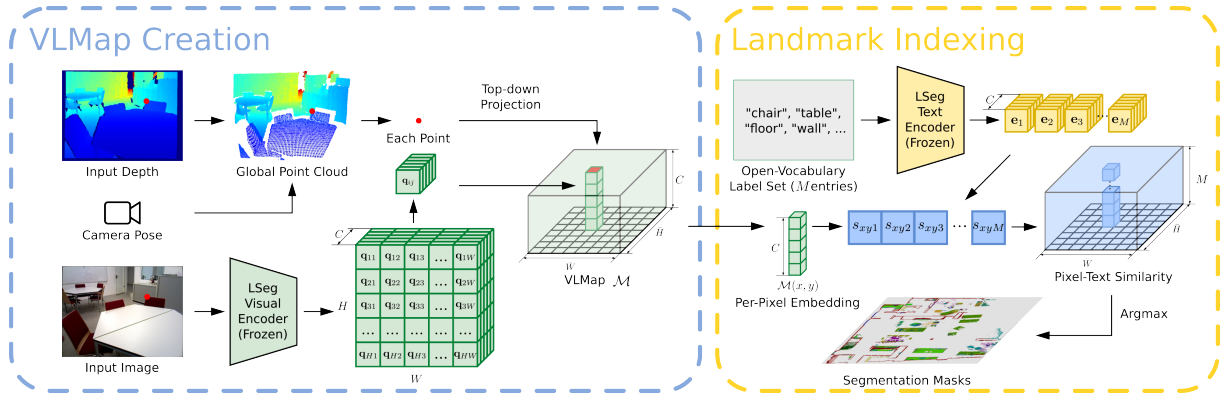 VLMap Creation
Input Depth
Global Point Cloud
Each Point
Top-down
Projection
Camera Pose
Input Image
LSeg
Visual
Encoder
(Frozen)
q_ij
C
H
W
q_11 q_12 q_13 ... q_1W
q_21 q_22 q_23 ... q_2W
q_31 q_32 q_33 ... q_3W
... ... ... ... ...
q_H1 q_H2 q_H3 ... q_HW
C
H̄
W̄
VLMap ℳ
Landmark Indexing
"chair", "table",
"floor", "wall", ...
Open-Vocabulary
Label Set (M entries)
LSeg
Text
Encoder
(Frozen)
C
e_1 e_2 e_3 ... e_M
C
ℳ(x, y)
Per-Pixel Embedding
s_xy1 s_xy2 s_xy3 ... s_xyM
M
H̄
W̄
Pixel-Text Similarity
Argmax
Segmentation Masks